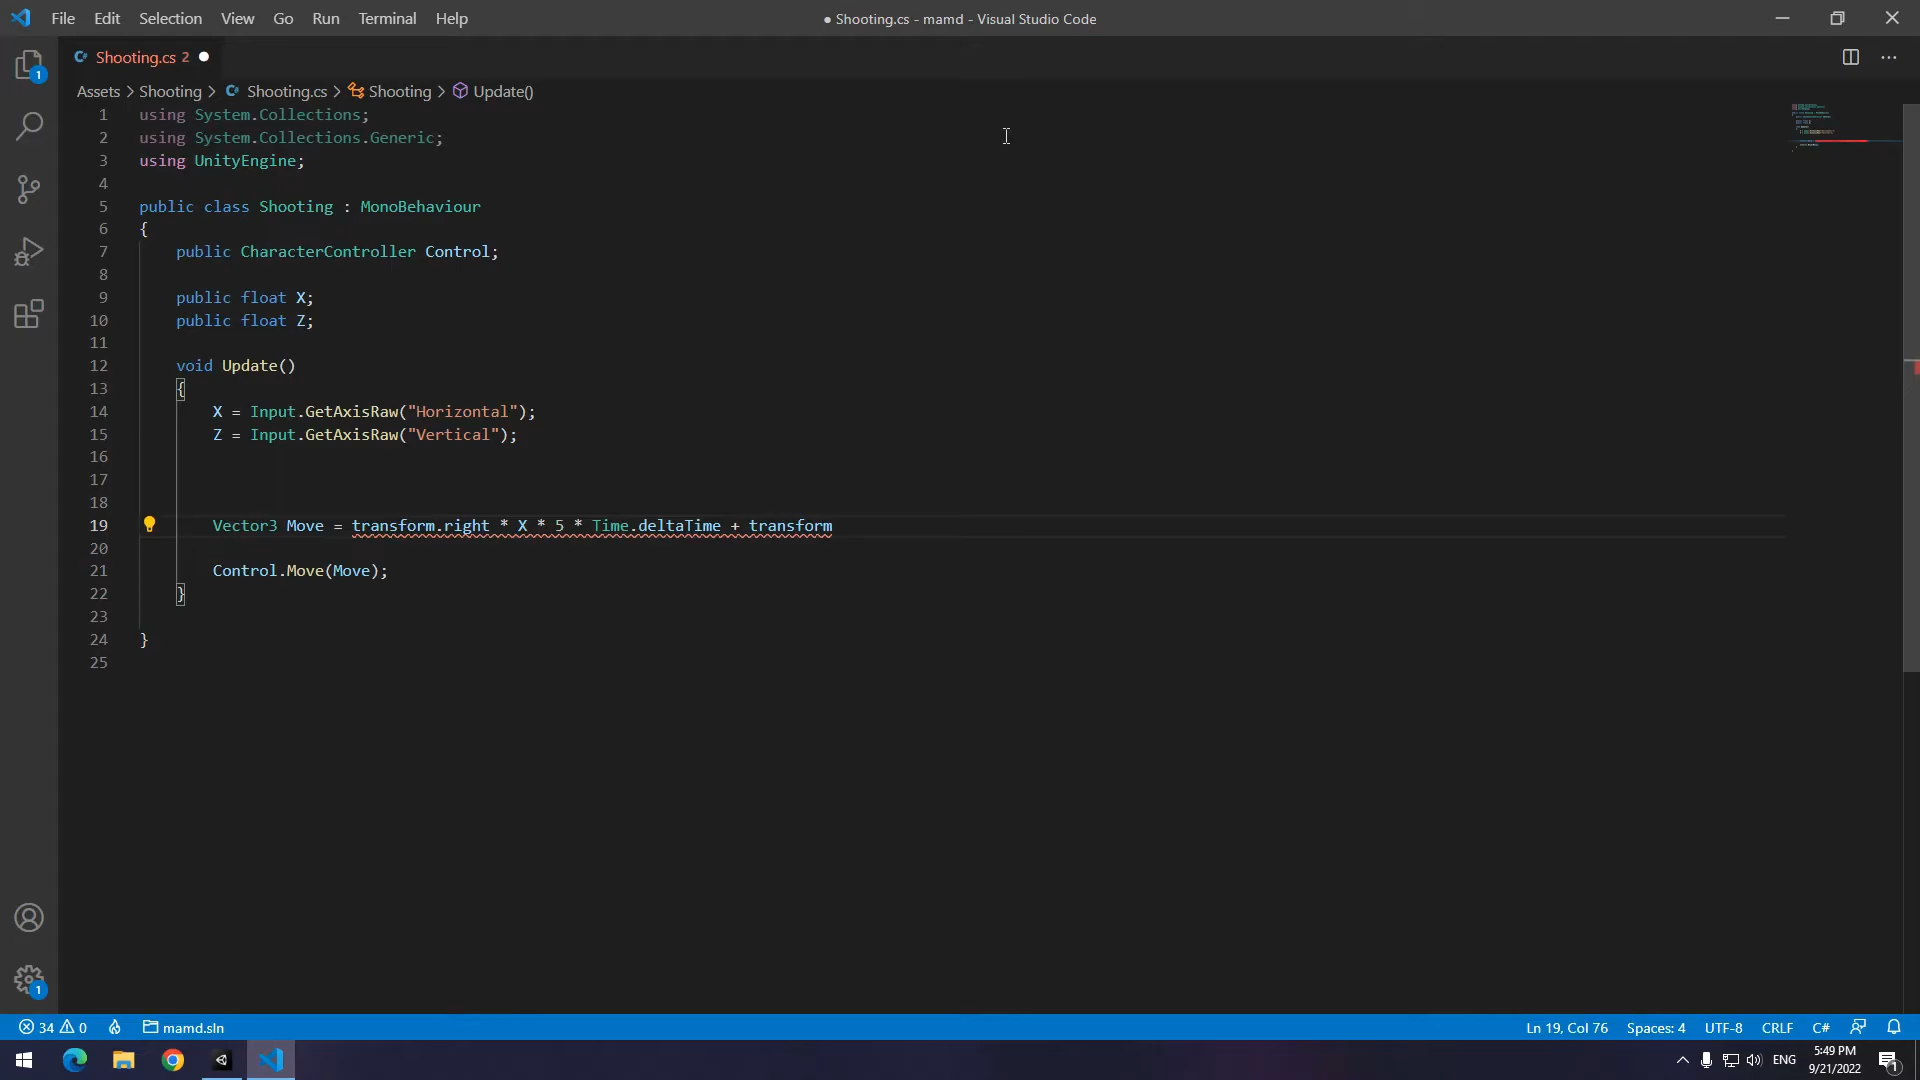 File Edit Selection View Go Run Terminal Help
● Shooting.cs - mamd - Visual Studio Code
Shooting.cs 2 ●
Assets > Shooting > Shooting.cs > Shooting > Update()
1 using System.Collections;
2 using System.Collections.Generic;
3 using UnityEngine;
4
5 public class Shooting : MonoBehaviour
6 {
7 public CharacterController Control;
8
9 public float X;
10 public float Z;
11
12 void Update()
13 {
14 X = Input.GetAxisRaw("Horizontal");
15 Z = Input.GetAxisRaw("Vertical");
16
17
18
19 Vector3 Move = transform.right * X * 5 * Time.deltaTime + transform
20
21 Control.Move(Move);
22 }
23
24 }
25
1
1
34 0 mamd.sln
Ln 19, Col 76 Spaces: 4 UTF-8 CRLF C#
ENG
5:49 PM
9/21/2022
1